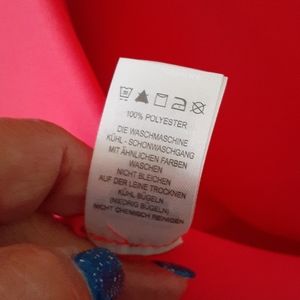 100% POLYESTER
DIE WASCHMASCHINE
KÜHL - SCHONWASCHGANG
MIT ÄHNLICHEN FARBEN
WASCHEN
NICHT BLEICHEN
AUF DER LEINE TROCKNEN
KÜHL BÜGELN
(NIEDRIG BÜGELN)
NICHT CHEMISCH REINIGEN